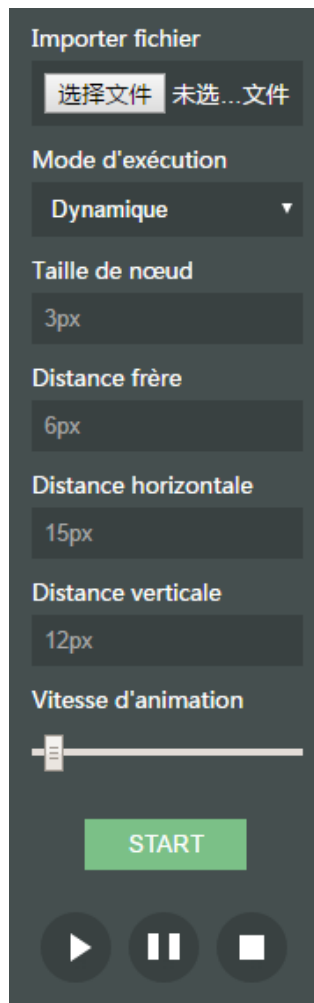 Importer fichier
选择文件 未选...文件
Mode d'exécution
Dynamique
Taille de nœud
3px
Distance frère
6px
Distance horizontale
15px
Distance verticale
12px
Vitesse d'animation
START